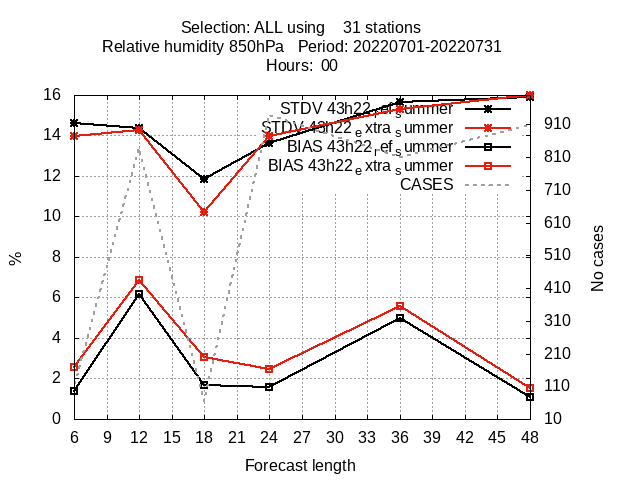 Selection: ALL using 31 stations
Relative humidity 850hPa Period: 20220701-20220731
Hours: 00
STDV 43h22_ref_summer
STDV 43h22_extra_summer
BIAS 43h22_ref_summer
BIAS 43h22_extra_summer
CASES
16
14
12
10
8
6
4
2
0
%
910
810
710
610
510
410
310
210
110
10
No cases
6 9 12 15 18 21 24 27 30 33 36 39 42 45 48
Forecast length